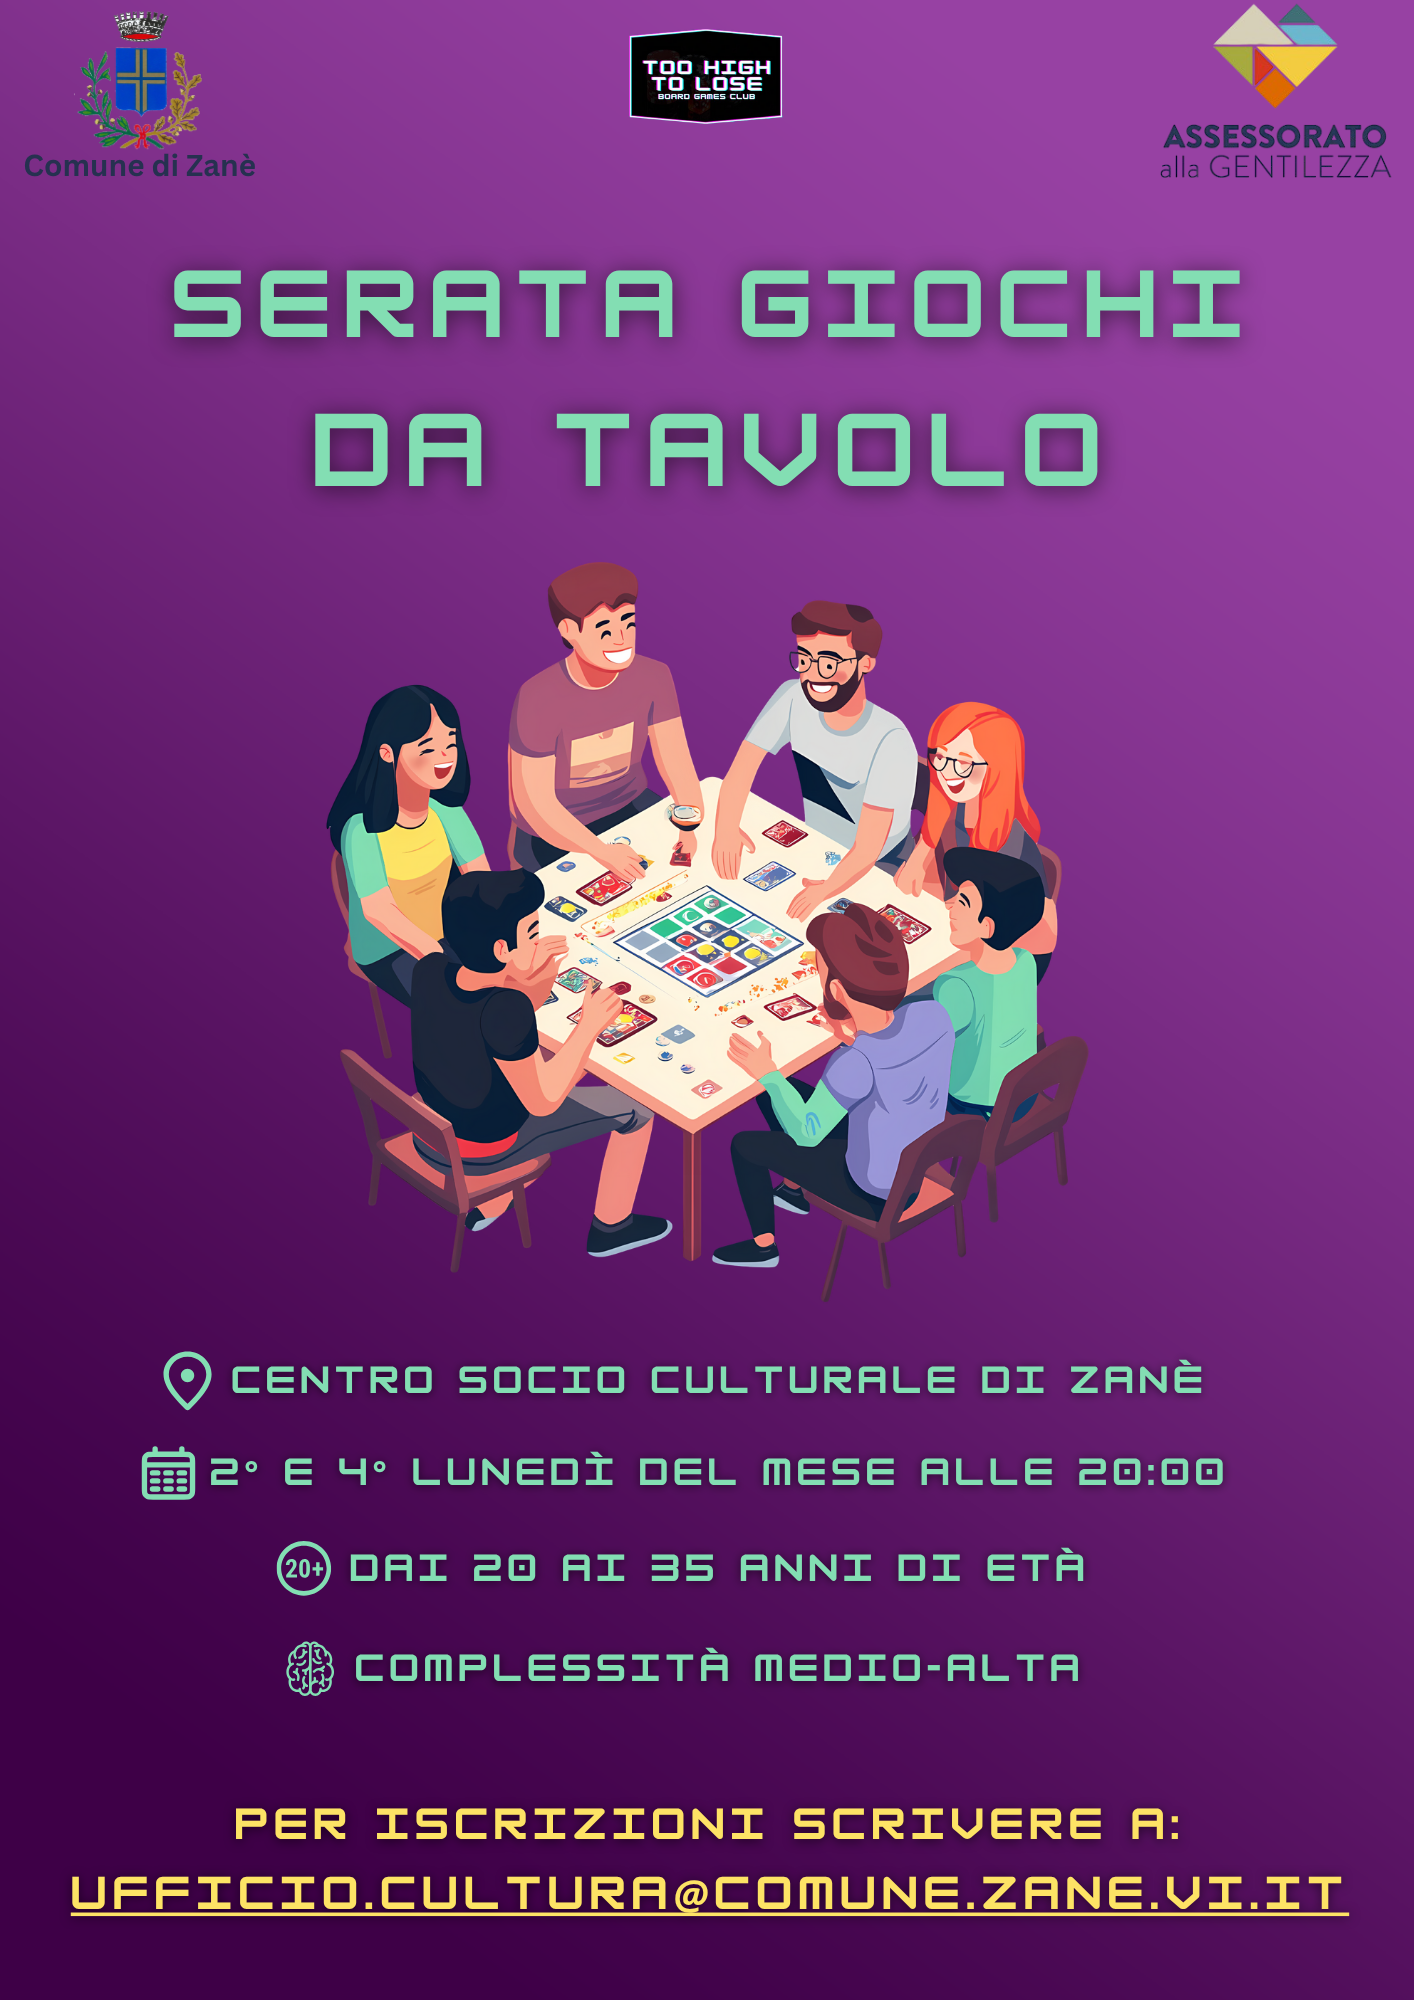 Comune di Zanè
TOO HIGH
TO LOSE
BOARD GAMES CLUB
ASSESSORATO
alla GENTILEZZA
SERATA GIOCHI
DA TAVOLO
CENTRO SOCIO CULTURALE DI ZANÈ
2° E 4° LUNEDÌ DEL MESE ALLE 20:00
20+ DAI 20 AI 35 ANNI DI ETÀ
COMPLESSITÀ MEDIO-ALTA
PER ISCRIZIONI SCRIVERE A:
UFFICIO.CULTURA@COMUNE.ZANE.VI.IT